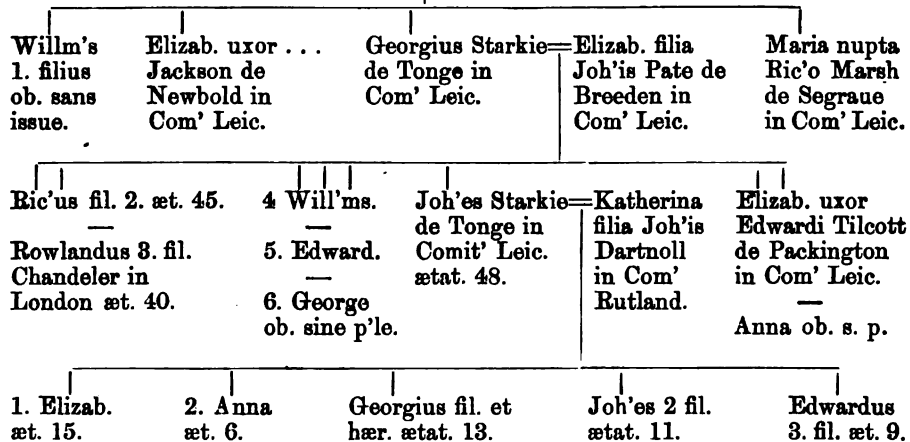 Willm's
1. filius
ob. sans
issue.
Elizab. uxor ...
Jackson de
Newbold in
Com' Leic.
Georgius Starkie=Elizab. filia
de Tonge in
Com' Leic.
Joh'is Pate de
Breeden in
Com' Leic.
Maria nupta
Ric'o Marsh
de Segraue
in Com' Leic.
Ric'us fil. 2. æt. 45.
—
Rowlandus 3. fil.
Chandeler in
London æt. 40.
4 Will'ms.
—
5. Edward.
—
6. George
ob. sine p'le.
Joh'es Starkie=Katherina
de Tonge in
Comit' Leic.
ætat. 48.
filia Joh'is
Dartnoll
in Com'
Rutland.
Elizab. uxor
Edwardi Tilcott
de Packington
in Com' Leic.
—
Anna ob. s. p.
1. Elizab.
æt. 15.
2. Anna
æt. 6.
Georgius fil. et
hær. ætat. 13.
Joh'es 2 fil.
ætat. 11.
Edwardus
3. fil. æt. 9.